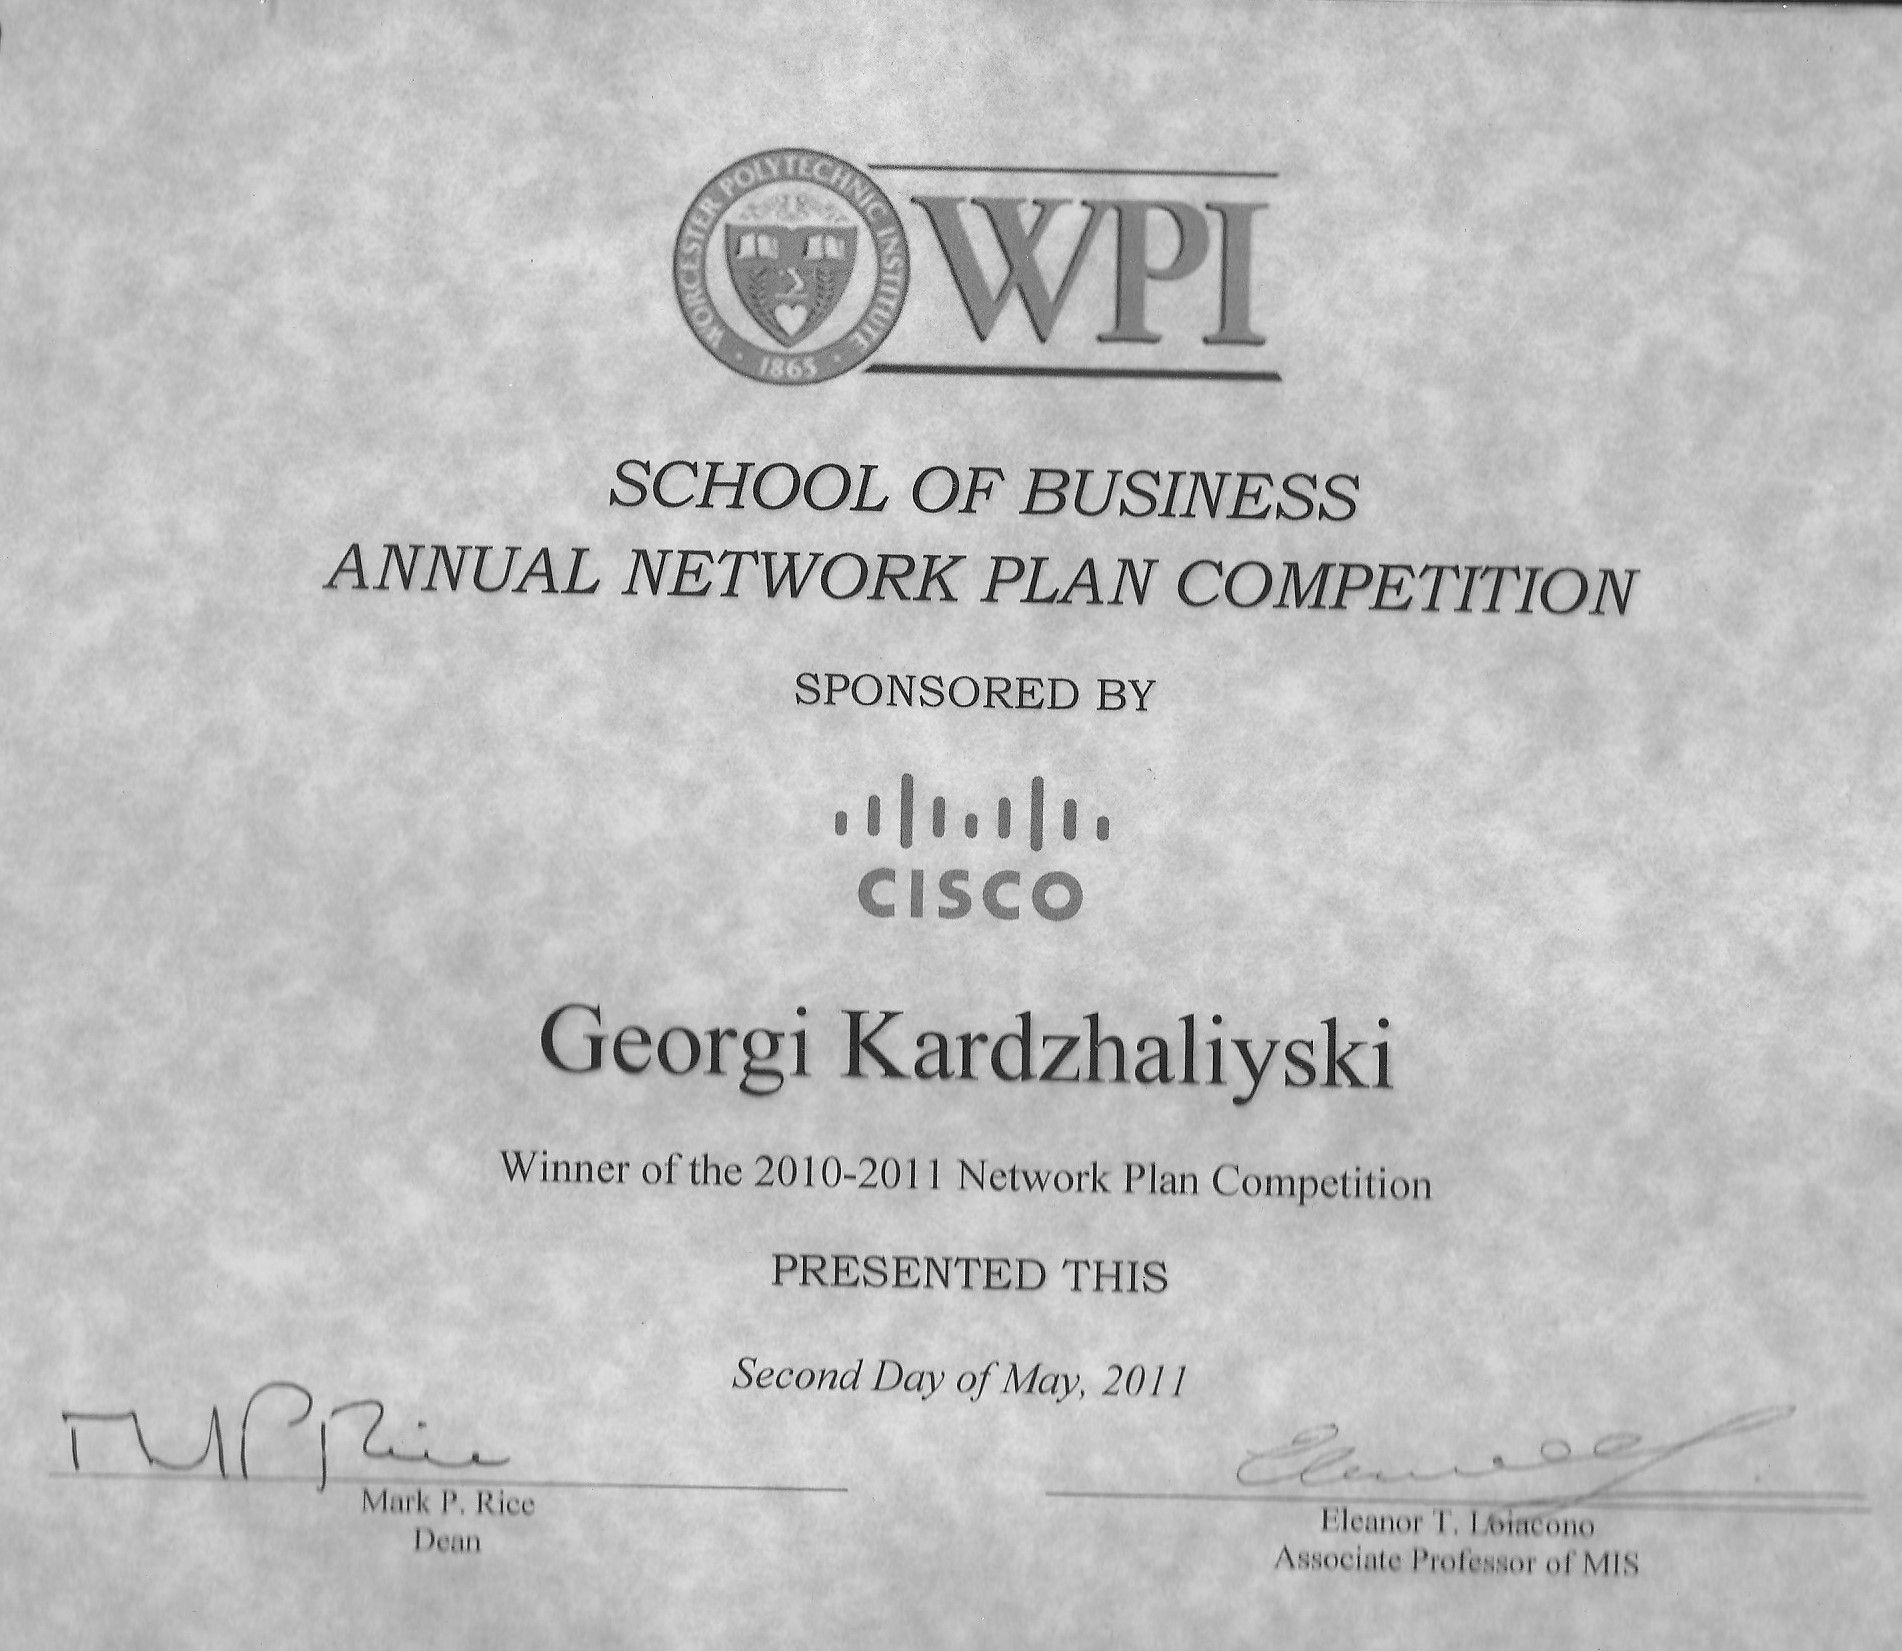 WORCESTER POLYTECHNIC INSTITUTE
1865
WPI
SCHOOL OF BUSINESS
ANNUAL NETWORK PLAN COMPETITION
SPONSORED BY
CISCO
Georgi Kardzhaliyski
Winner of the 2010-2011 Network Plan Competition
PRESENTED THIS
Second Day of May, 2011
M P Rice
Mark P. Rice
Dean
Eleanor T. Loiacono
Associate Professor of MIS